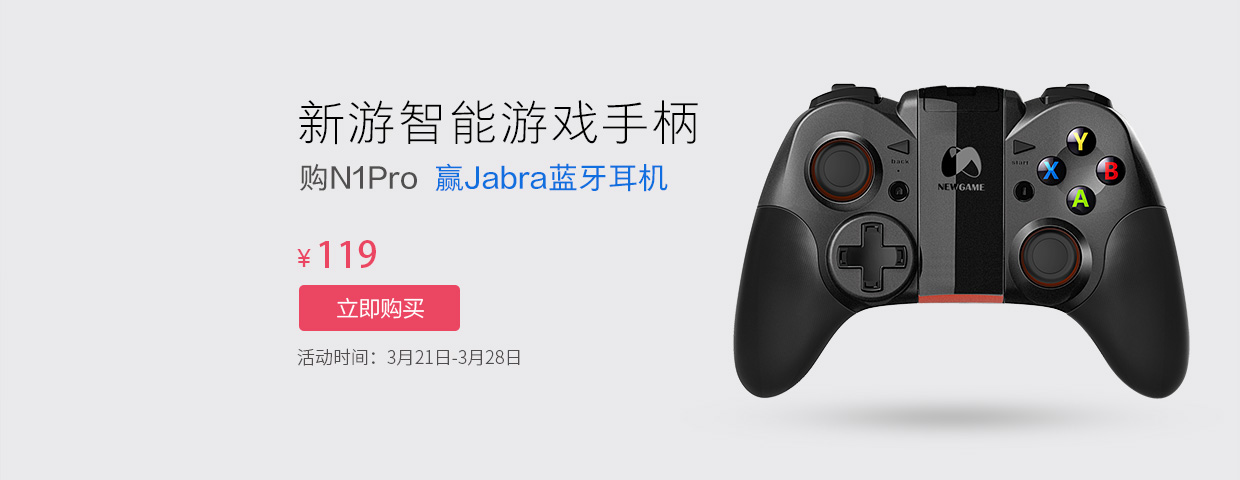 新游智能游戏手柄
购N1Pro 赢Jabra蓝牙耳机
¥119
立即购买
活动时间：3月21日-3月28日
back
start
NEWGAME
Y
X
B
A